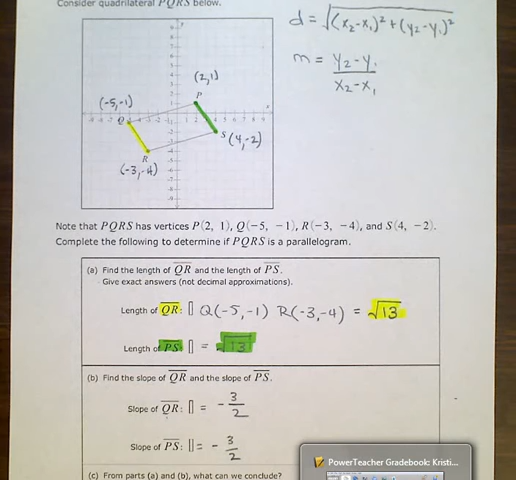 Consider quadrilateral PQRS below.
d = √(x₂-x₁)² + (y₂-y₁)²
m = y₂-y₁
x₂-x₁
(2,1)
P
(-5,-1)
Q
S (4,-2)
R
(-3,-4)
Note that PQRS has vertices P(2, 1), Q(−5, −1), R(−3, −4), and S(4, −2).
Complete the following to determine if PQRS is a parallelogram.
(a) Find the length of QR and the length of PS.
Give exact answers (not decimal approximations).
Length of QR: Q(-5,-1) R(-3,-4) = √13
Length of PS: = √13
(b) Find the slope of QR and the slope of PS.
Slope of QR: = -3/2
Slope of PS: = -3/2
(c) From parts (a) and (b), what can we conclude?
PowerTeacher Gradebook: Kristi...